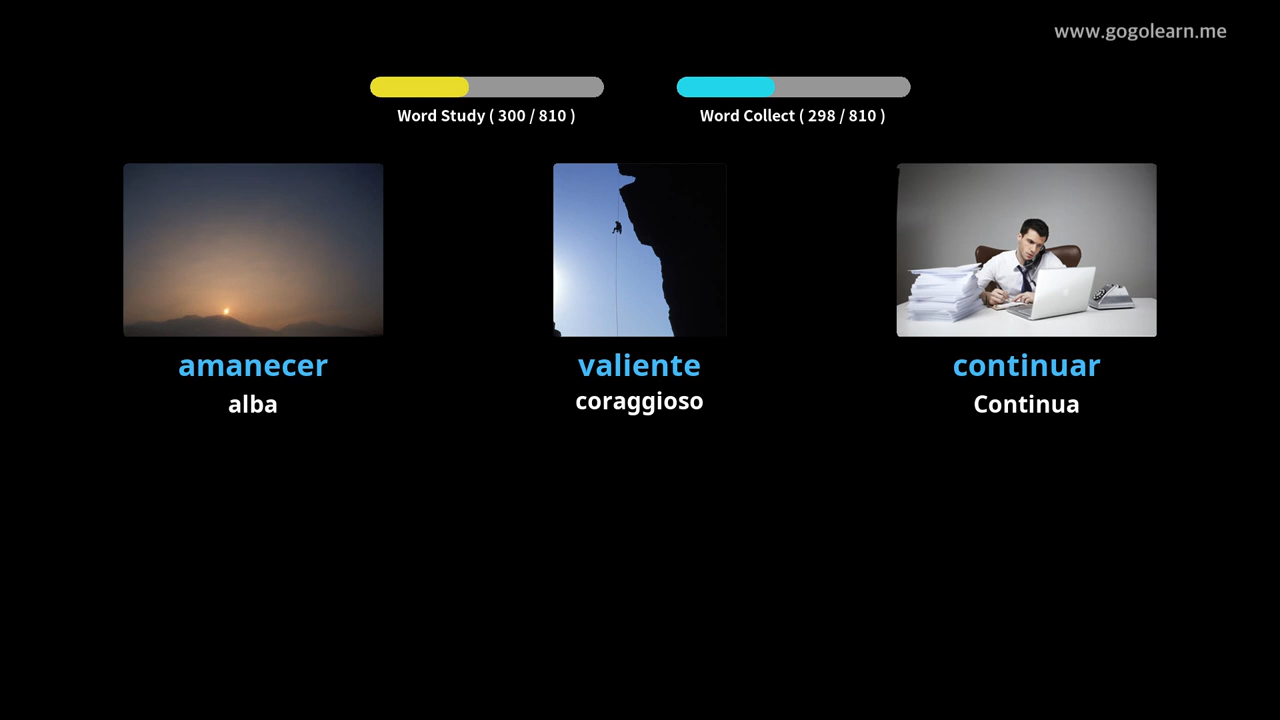 www.gogolearn.me
Word Study ( 300 / 810 )
Word Collect ( 298 / 810 )
amanecer
alba
valiente
coraggioso
continuar
Continua